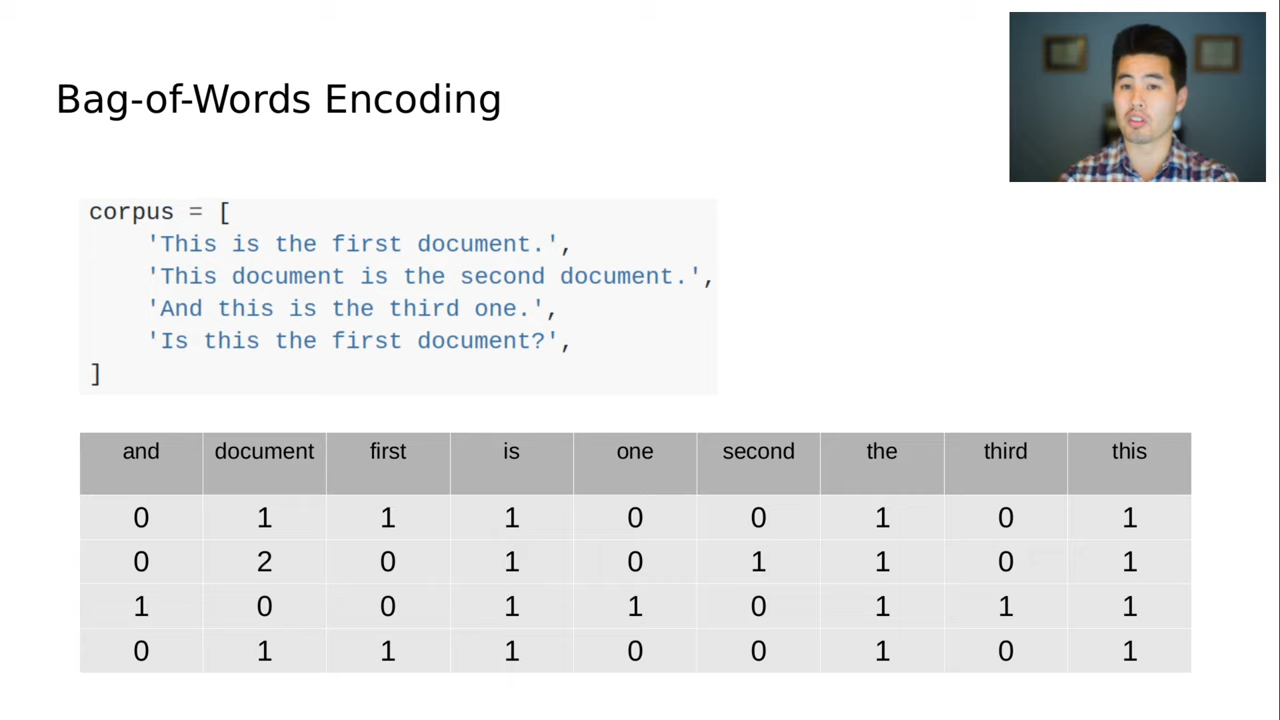 Bag-of-Words Encoding
corpus = [
'This is the first document.',
'This document is the second document.',
'And this is the third one.',
'Is this the first document?',
]
and document first is one second the third this
0 1 1 1 0 0 1 0 1
0 2 0 1 0 1 1 0 1
1 0 0 1 1 0 1 1 1
0 1 1 1 0 0 1 0 1